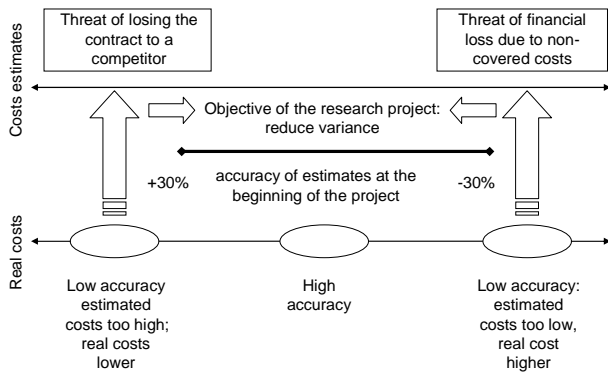 Threat of losing the
contract to a
competitor
Threat of financial
loss due to non-
covered costs
Costs estimates
Objective of the research project:
reduce variance
+30%
accuracy of estimates at the
beginning of the project
-30%
Real costs
Low accuracy
estimated
costs too high;
real costs
lower
High
accuracy
Low accuracy:
estimated
costs too low,
real cost
higher